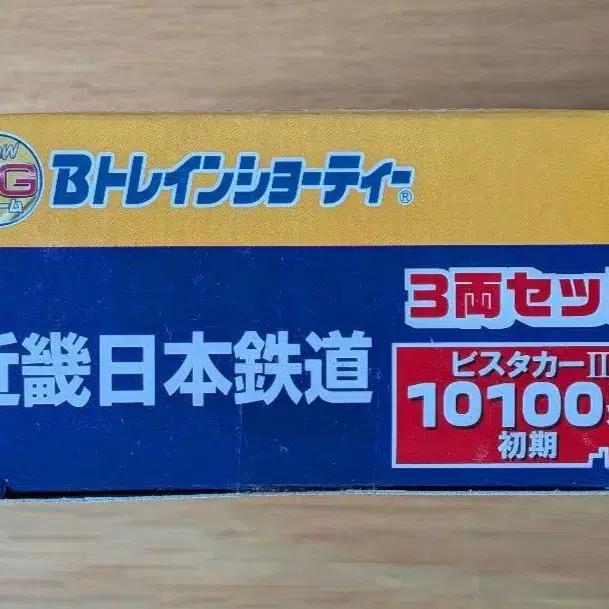 Bトレインショーティー®
3両セッ
近畿日本鉄道
ビスタカーII
10100
初期